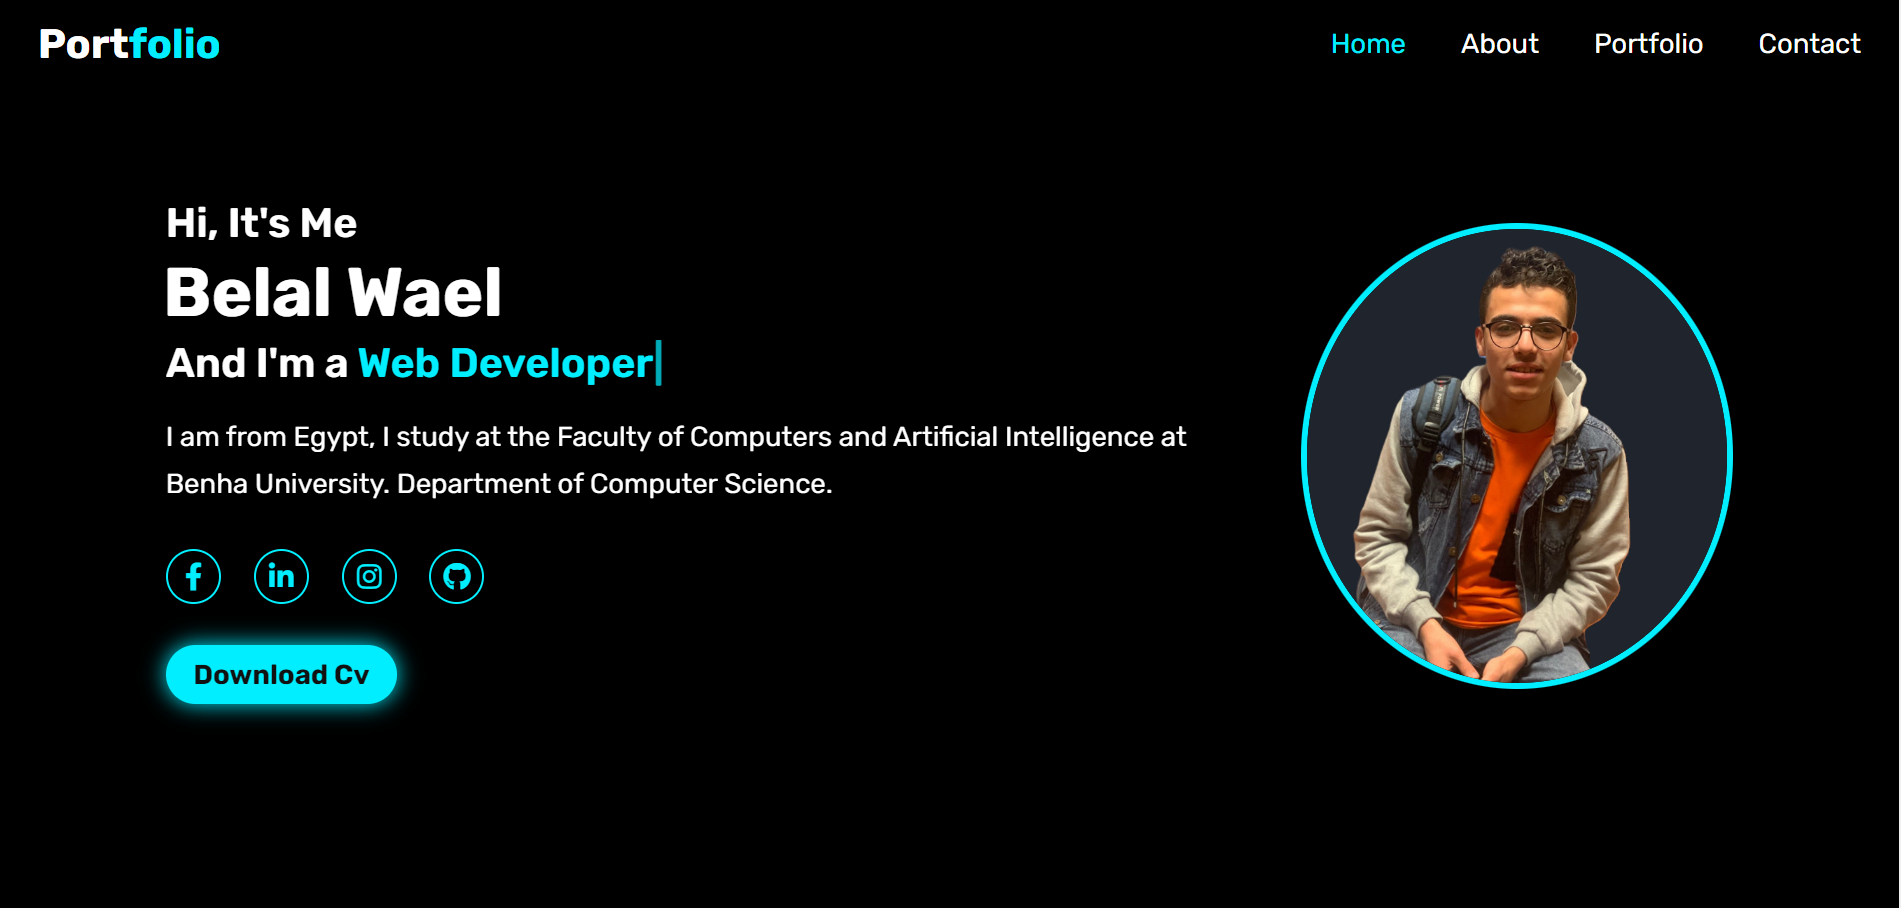 Portfolio
Home About Portfolio Contact
Hi, It's Me
Belal Wael
And I'm a Web Developer
I am from Egypt, I study at the Faculty of Computers and Artificial Intelligence at
Benha University. Department of Computer Science.
Download Cv